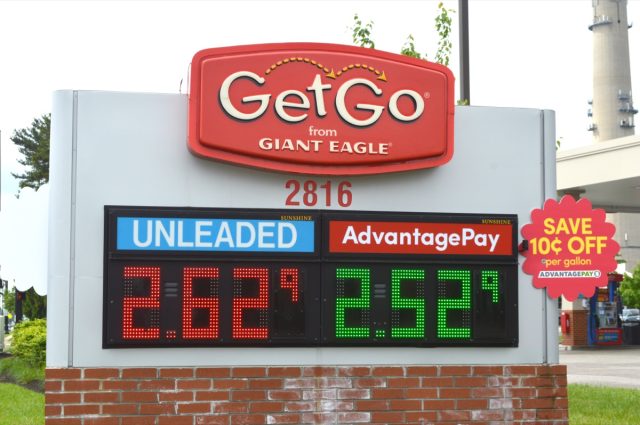 GetGo®
from
GIANT EAGLE®
2816
SUNSHINE
SUNSHINE
UNLEADED
AdvantagePay
2.62 9
2.52 9
SAVE
10¢ OFF
per gallon
ADVANTAGEPAY